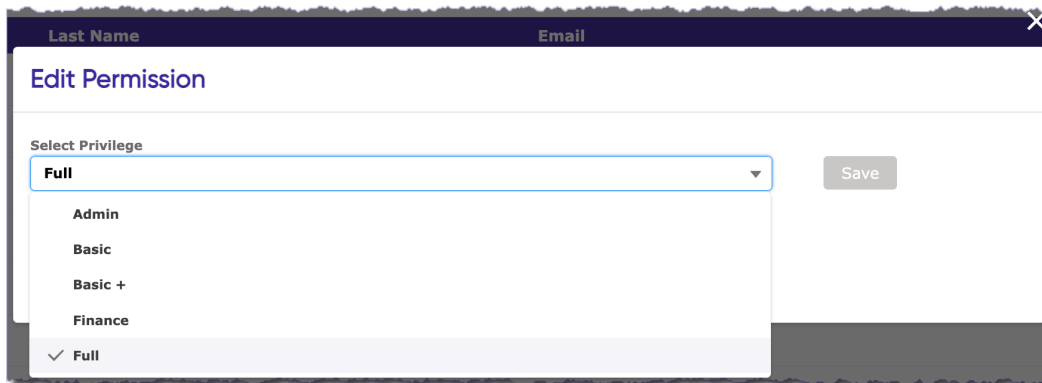 Last Name Email
Edit Permission
Select Privilege
Full
Save
Admin
Basic
Basic +
Finance
Full